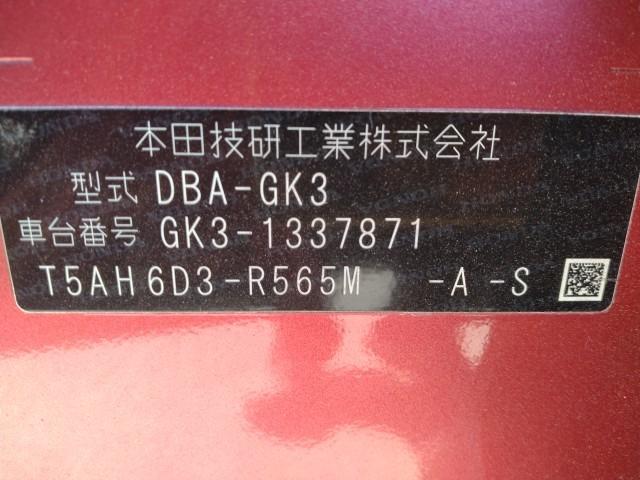 本田技研工業株式会社
型式 DBA-GK3
車台番号 GK3-1337871
T5AH6D3-R565M -A-S